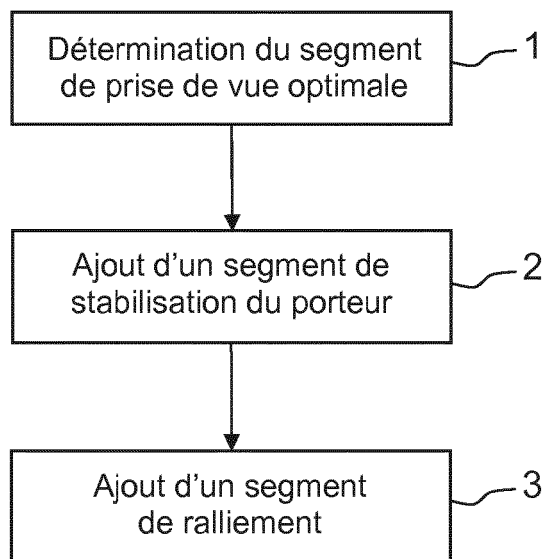 Détermination du segment
de prise de vue optimale
1
Ajout d'un segment de
stabilisation du porteur
2
Ajout d'un segment
de ralliement
3